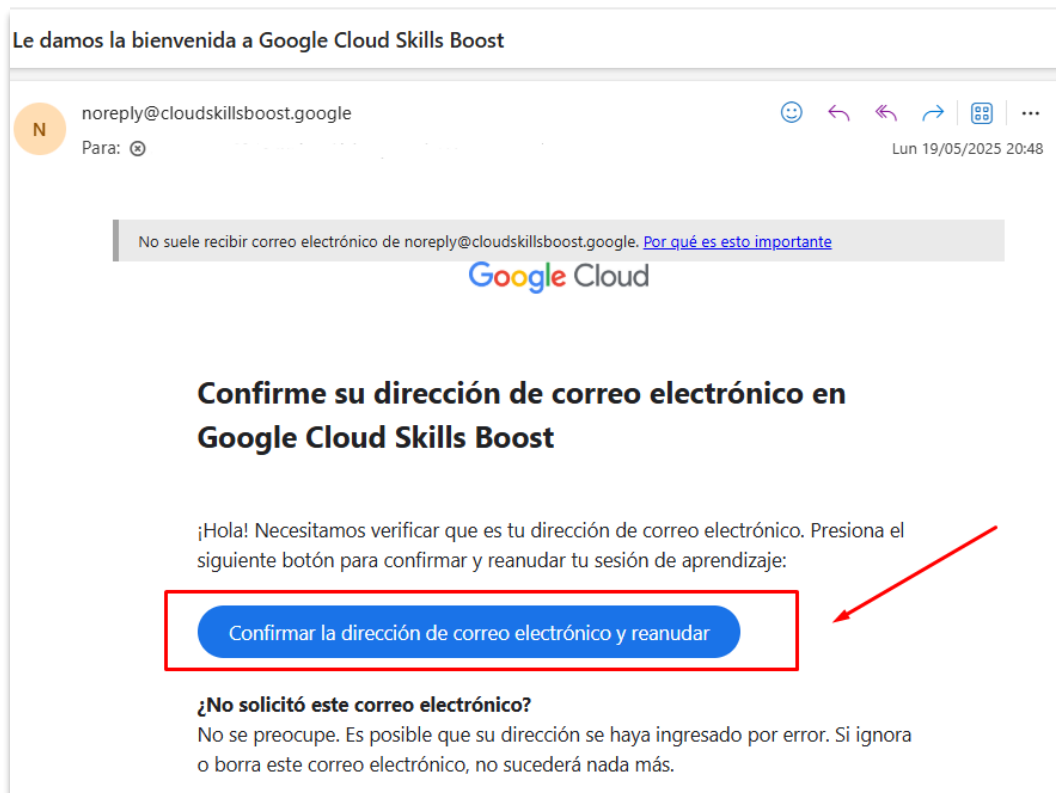 Le damos la bienvenida a Google Cloud Skills Boost
N
noreply@cloudskillsboost.google
Para:
Lun 19/05/2025 20:48
No suele recibir correo electrónico de noreply@cloudskillsboost.google. Por qué es esto importante
Google Cloud
Confirme su dirección de correo electrónico en
Google Cloud Skills Boost
¡Hola! Necesitamos verificar que es tu dirección de correo electrónico. Presiona el
siguiente botón para confirmar y reanudar tu sesión de aprendizaje:
Confirmar la dirección de correo electrónico y reanudar
¿No solicitó este correo electrónico?
No se preocupe. Es posible que su dirección se haya ingresado por error. Si ignora
o borra este correo electrónico, no sucederá nada más.